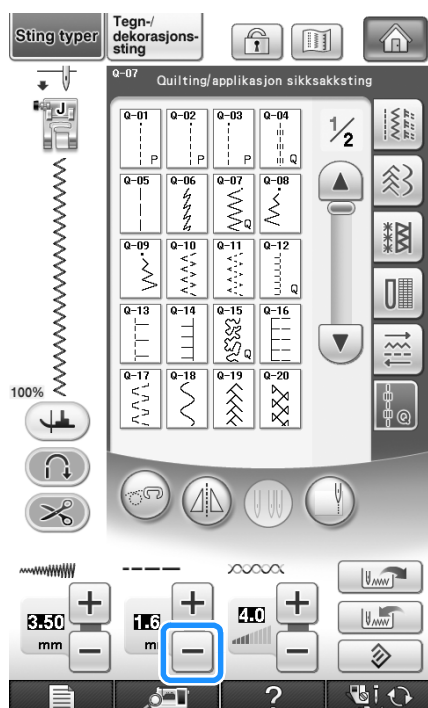 Sting typer
Tegn-/
dekorasjons-
sting
Q-07
Quilting/applikasjon sikksakksting
J
Q-01 Q-02 Q-03 Q-04
P P P Q
1/2
Q-05 Q-06 Q-07 Q-08
Q
Q-09 Q-10 Q-11 Q-12
Q
Q-13 Q-14 Q-15 Q-16
Q
Q-17 Q-18 Q-19 Q-20
Q
100%
3.50
mm
1.6
m
4.0
?